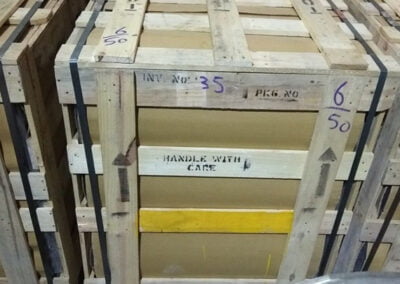 6
50
INV. NO 35 PKG. NO 6
50
HANDLE WITH
CARE